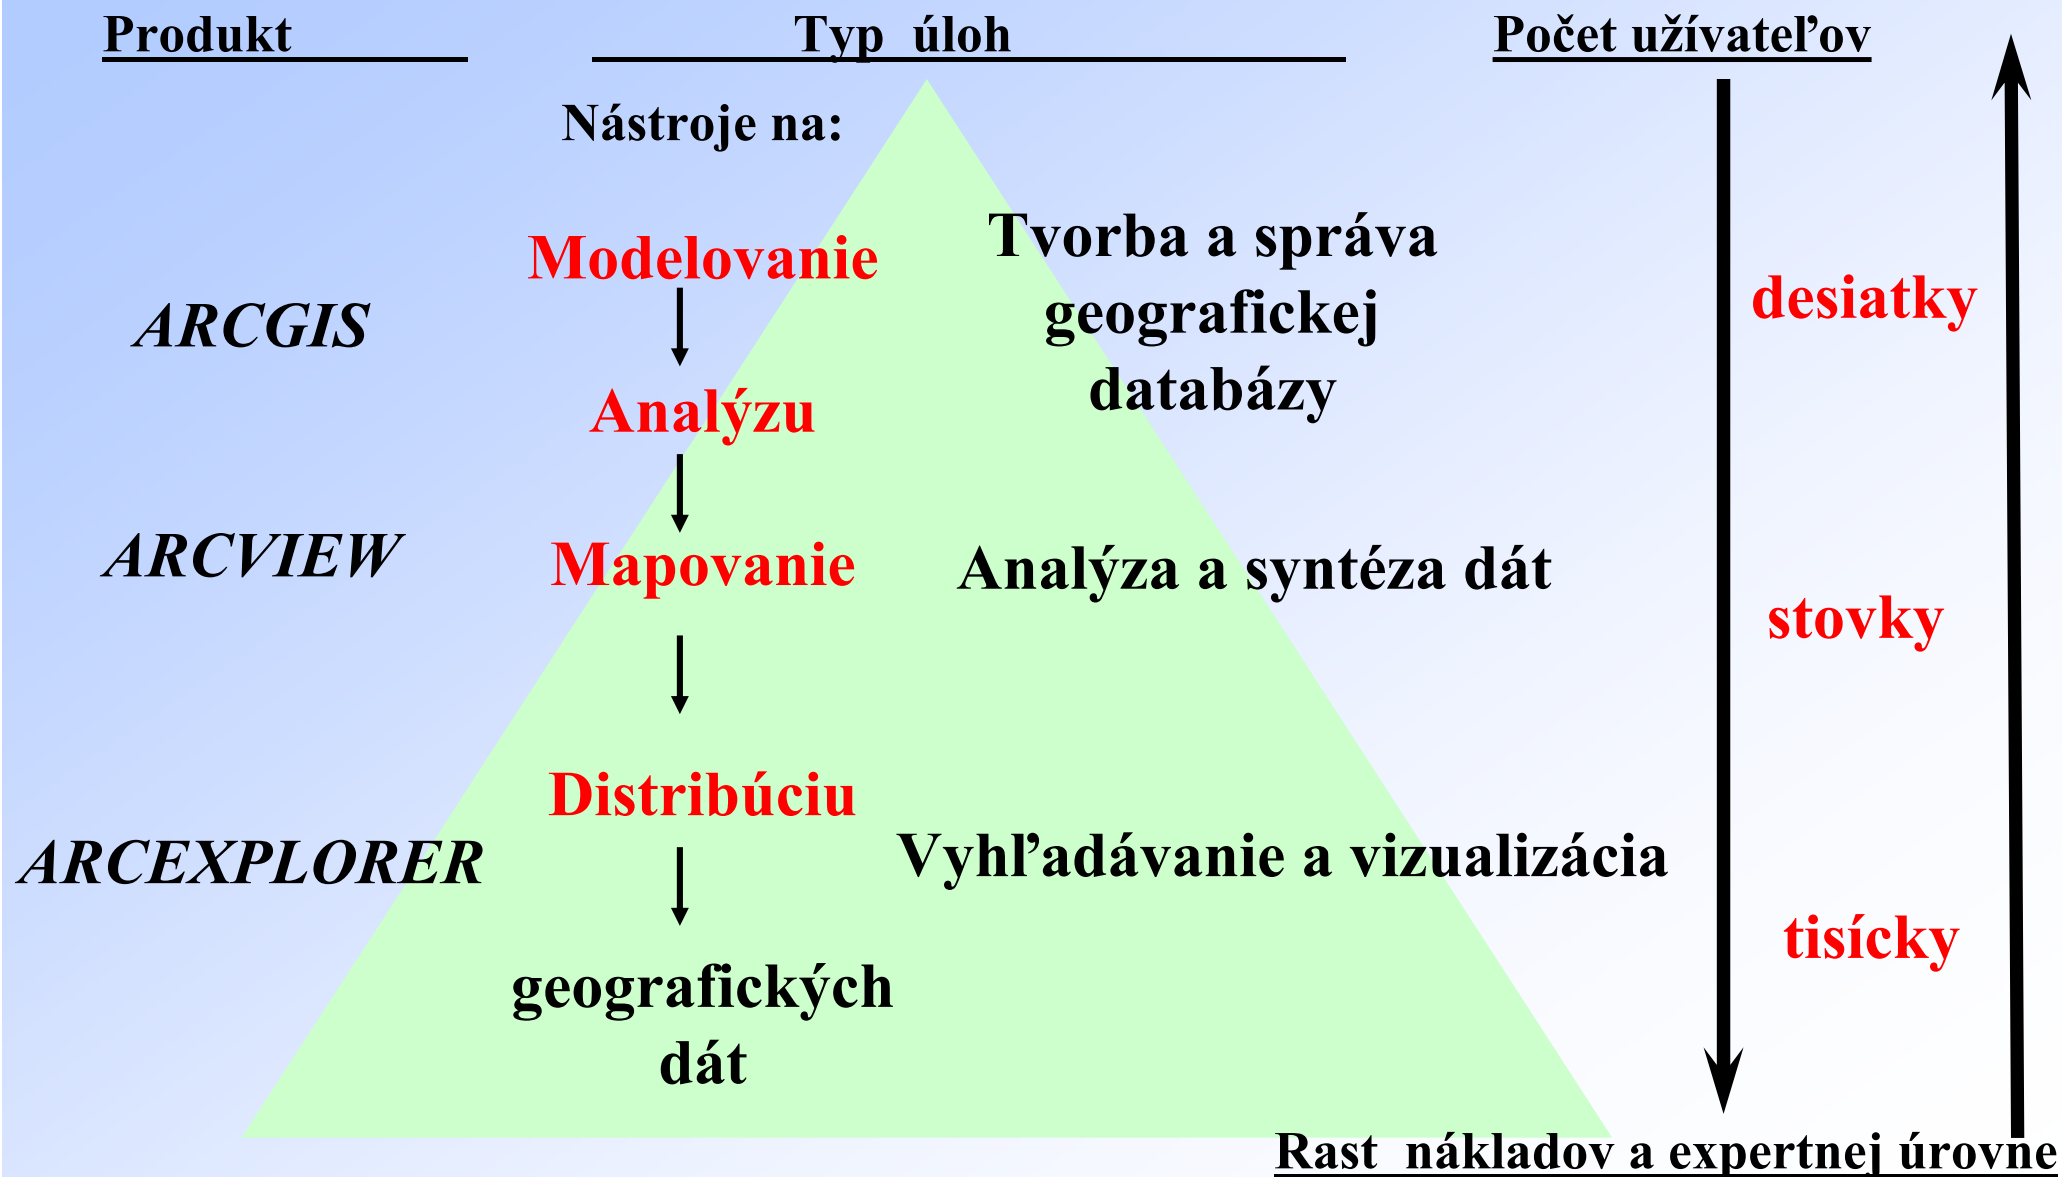 Produkt
Typ úloh
Počet užívateľov
Nástroje na:
ARCGIS
Modelovanie
Analýzu
Tvorba a správa
geografickej
databázy
desiatky
ARCVIEW
Mapovanie
Analýza a syntéza dát
stovky
ARCEXPLORER
Distribúciu
geografických
dát
Vyhľadávanie a vizualizácia
tisícky
Rast nákladov a expertnej úrovne